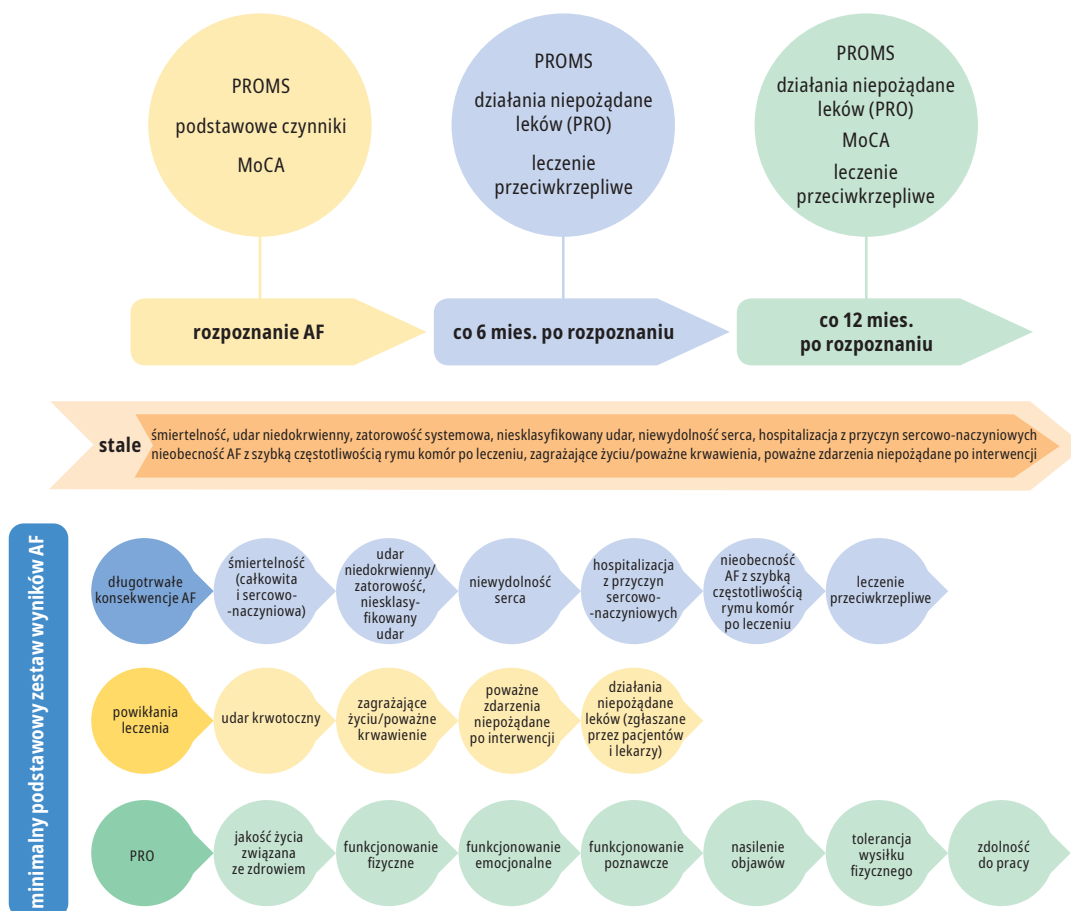 PROMS
podstawowe czynniki
MoCA
PROMS
działania niepożądane
leków (PRO)
leczenie
przeciwkrzepliwe
PROMS
działania niepożądane
leków (PRO)
MoCA
leczenie
przeciwkrzepliwe
rozpoznanie AF
co 6 mies. po rozpoznaniu
co 12 mies.
po rozpoznaniu
stale
śmiertelność, udar niedokrwienny, zatorowość systemowa, niesklasyfikowany udar, niewydolność serca, hospitalizacja z przyczyn sercowo-naczyniowych
nieobecność AF z szybką częstotliwością rymu komór po leczeniu, zagrażające życiu/poważne krwawienia, poważne zdarzenia niepożądane po interwencji
minimalny podstawowy zestaw wyników AF
długotrwałe
konsekwencje AF
śmiertelność
(całkowita
i sercowo-
-naczyniowa)
udar
niedokrwienny/
zatorowość,
niesklasy-
fikowany
udar
niewydolność
serca
hospitalizacja
z przyczyn
sercowo-
-naczyniowych
nieobecność
AF z szybką
częstotliwością
rymu komór
po leczeniu
leczenie
przeciwkrzepliwe
powikłania
leczenia
udar krwotoczny
zagrażające
życiu/poważne
krwawienie
poważne
zdarzenia
niepożądane
po interwencji
działania
niepożądane
leków (zgłaszane
przez pacjentów
i lekarzy)
PRO
jakość życia
związana
ze zdrowiem
funkcjonowanie
fizyczne
funkcjonowanie
emocjonalne
funkcjonowanie
poznawcze
nasilenie
objawów
tolerancja
wysiłku
fizycznego
zdolność
do pracy